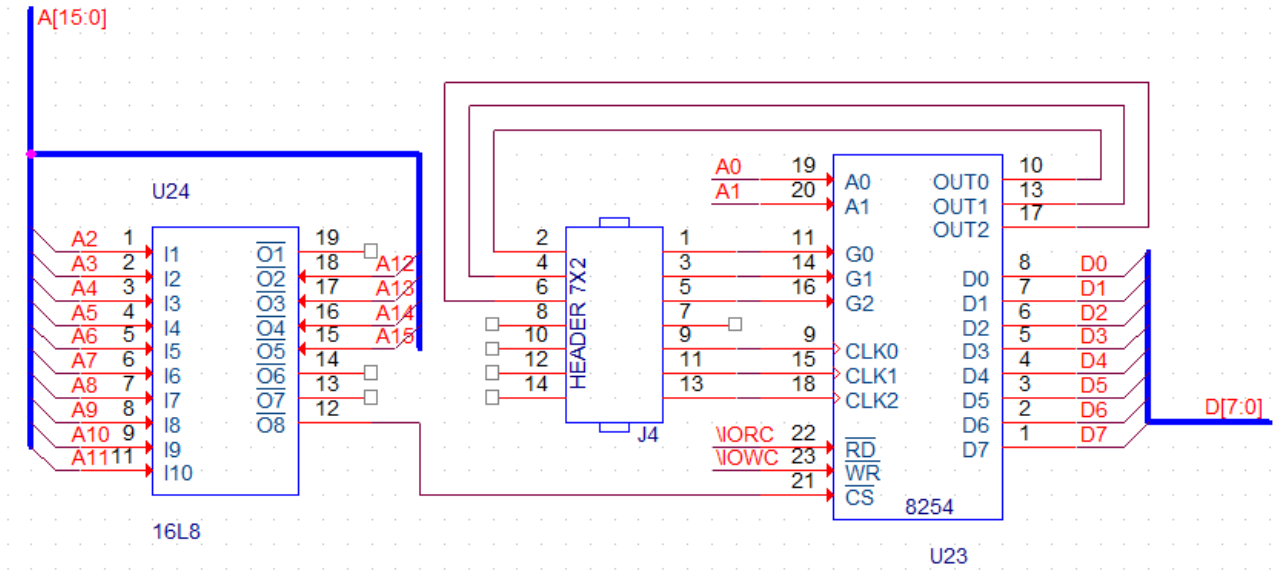 A[15:0]
U24
A2 1 I1
A3 2 I2
A4 3 I3
A5 4 I4
A6 5 I5
A7 6 I6
A8 7 I7
A9 8 I8
A10 9 I9
A11 11 I10
O1 19
O2 18 A12
O3 17 A13
O4 16 A14
O5 15 A15
O6 14
O7 13
O8 12
16L8
2 1
4 3
6 5
8 7
10 9
12 11
14 13
HEADER 7X2
J4
A0 19 A0
A1 20 A1
11 G0
14 G1
16 G2
9 CLK0
15 CLK1
18 CLK2
\IORC 22 RD
\IOWC 23 WR
21 CS
OUT0 10
OUT1 13
OUT2 17
D0 8 D0
D1 7 D1
D2 6 D2
D3 5 D3
D4 4 D4
D5 3 D5
D6 2 D6
D7 1 D7
D[7:0]
8254
U23